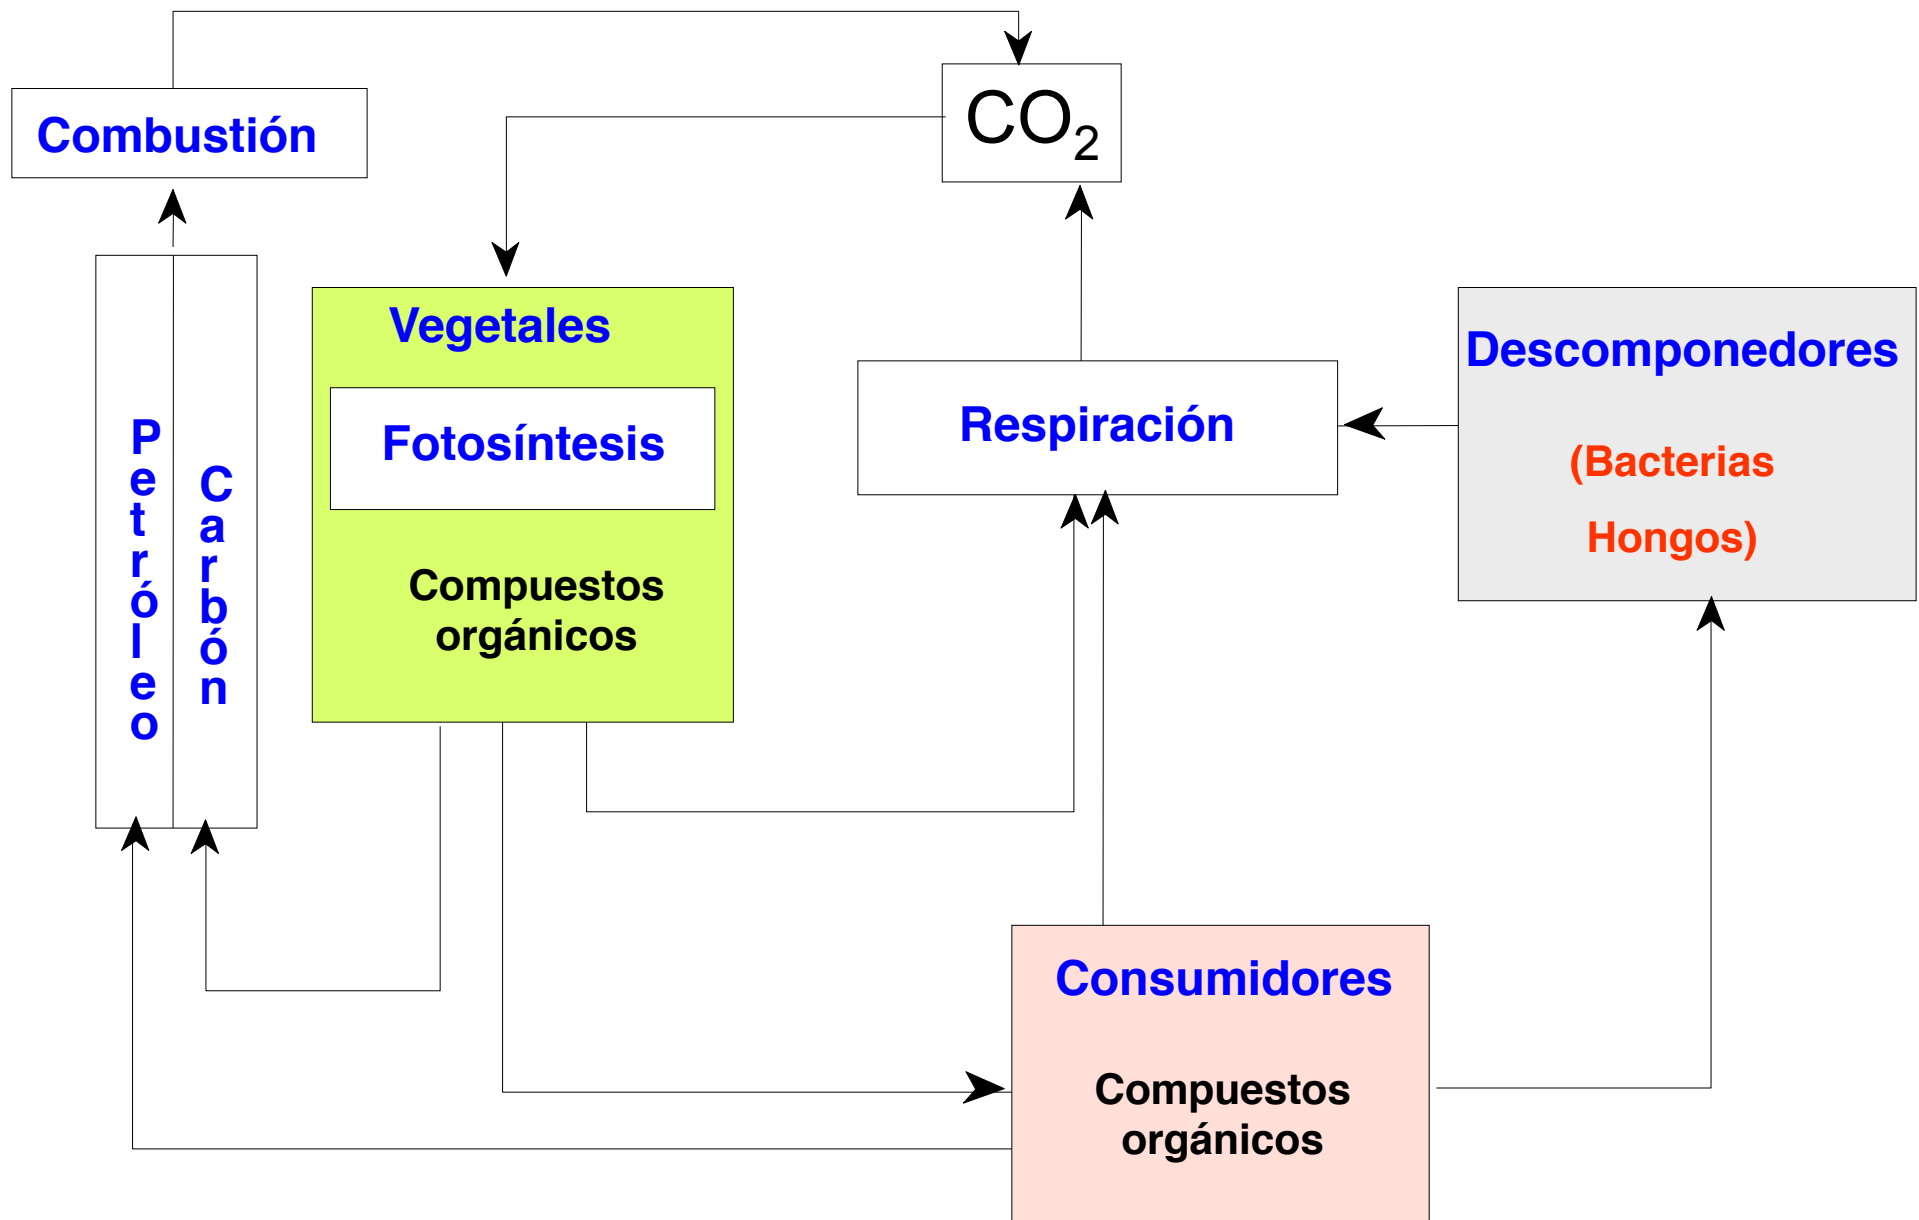 CO₂
Combustión
Vegetales
Fotosíntesis
Compuestos
orgánicos
Petróleo
Carbón
Respiración
Descomponedores
(Bacterias
Hongos)
Consumidores
Compuestos
orgánicos